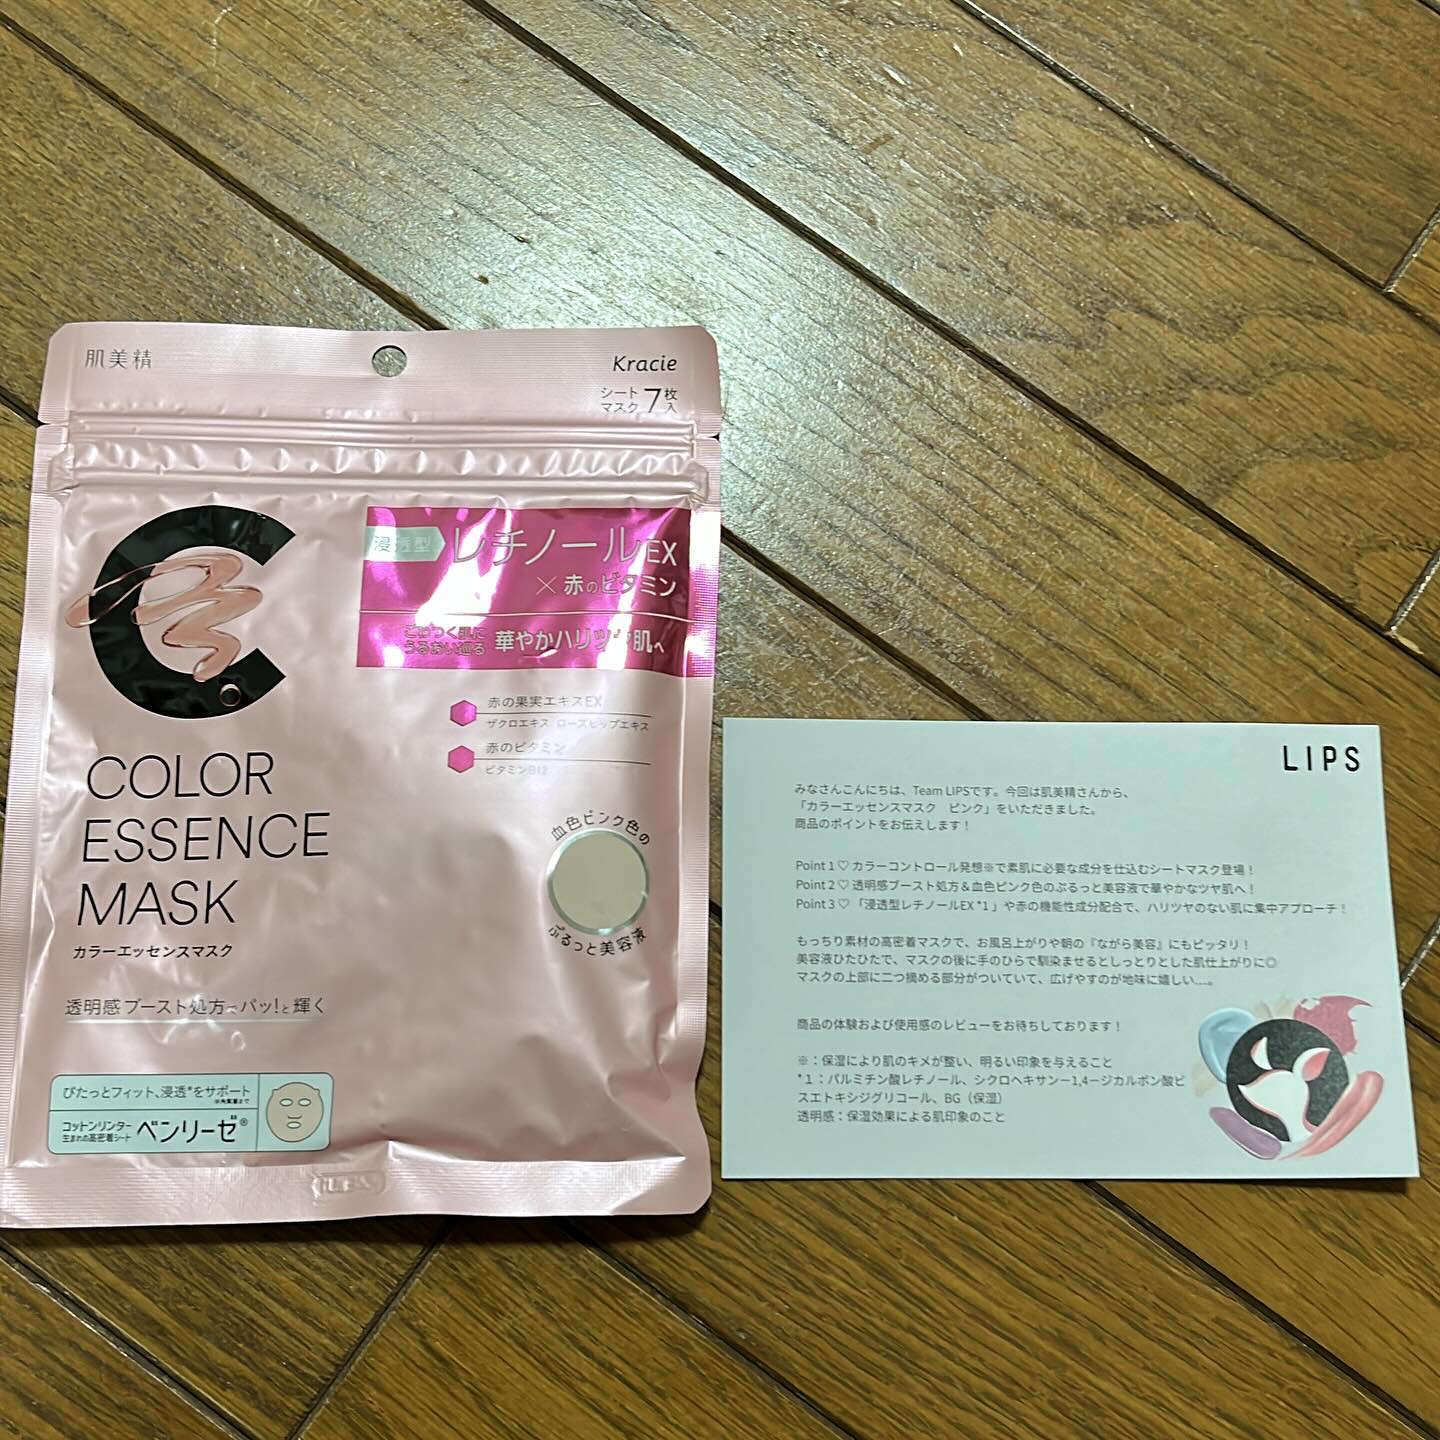 肌美精
Kracie
シート
マスク 7枚入
浸透型 レチノールEX
×赤のビタミン
ごわつく肌に
うるおい巡る 華やかハリツヤ肌へ
赤の果実エキスEX
ザクロエキス ローズヒップエキス
赤のビタミン
ビタミンB12
COLOR
ESSENCE
MASK
カラーエッセンスマスク
血色ピンク色の
ぷるっと美容液
透明感ブースト処方でパッ!と輝く
ぴたっとフィット、浸透*をサポート
*角質層まで
コットンリンター
生まれの高密着シート ベンリーゼ®
LIPS
みなさんこんにちは、Team LIPSです。今回は肌美精さんから、
「カラーエッセンスマスク ピンク」をいただきました。
商品のポイントをお伝えします!
Point 1♡ カラーコントロール発想※で素肌に必要な成分を仕込むシートマスク登場!
Point 2♡ 透明感ブースト処方&血色ピンク色のぷるっと美容液で華やかなツヤ肌へ!
Point 3♡ 「浸透型レチノールEX *1 」や赤の機能性成分配合で、ハリツヤのない肌に集中アプローチ!
もっちり素材の高密着マスクで、お風呂上がりや朝の『ながら美容』にもピッタリ!
美容液ひたひたで、マスクの後に手のひらで馴染ませるとしっとりとした肌仕上がりに◎
マスクの上部に二つ摘める部分がついていて、広げやすのが地味に嬉しい...。
商品の体験および使用感のレビューをお待ちしております!
※:保湿により肌のキメが整い、明るい印象を与えること
*1:パルミチン酸レチノール、シクロヘキサン－1,4－ジカルボン酸ビ
スエトキシジグリコール、BG(保湿)
透明感:保湿効果による肌印象のこと